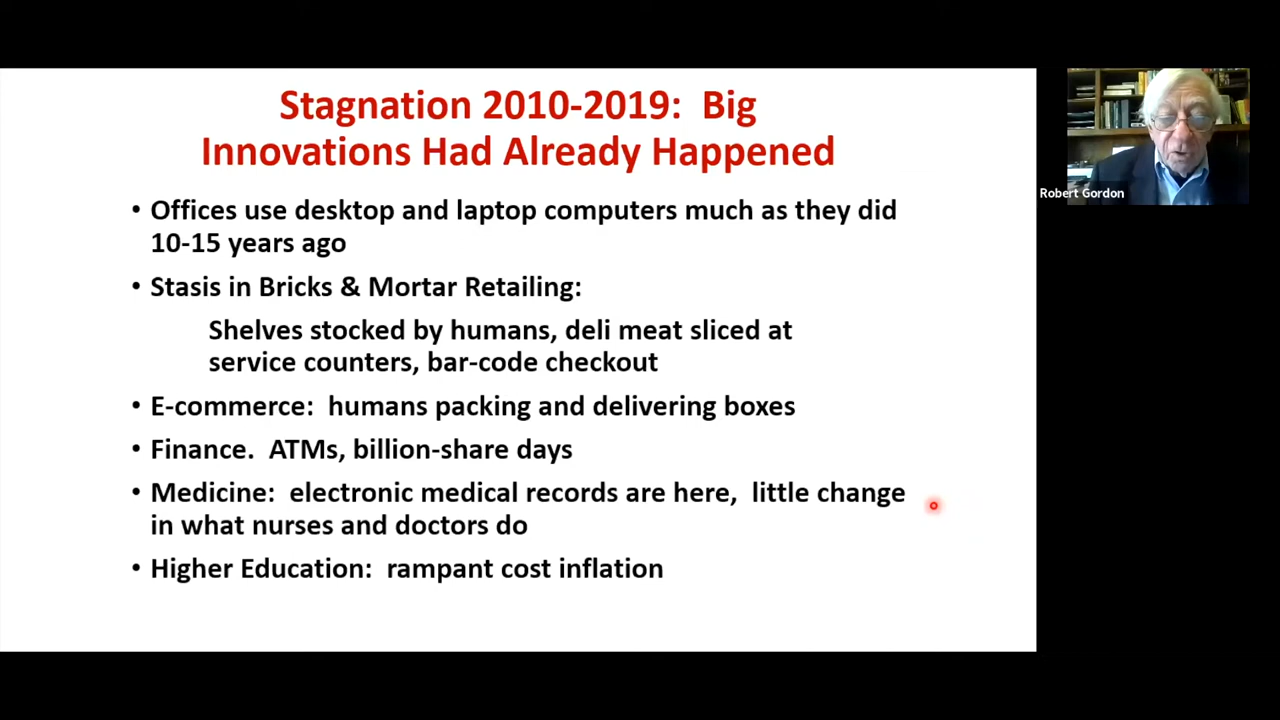 Stagnation 2010-2019:  Big
Innovations Had Already Happened
• Offices use desktop and laptop computers much as they did
10-15 years ago
• Stasis in Bricks & Mortar Retailing:
Shelves stocked by humans, deli meat sliced at
service counters, bar-code checkout
• E-commerce:  humans packing and delivering boxes
• Finance.  ATMs, billion-share days
• Medicine:  electronic medical records are here,  little change
in what nurses and doctors do
• Higher Education:  rampant cost inflation
Robert Gordon